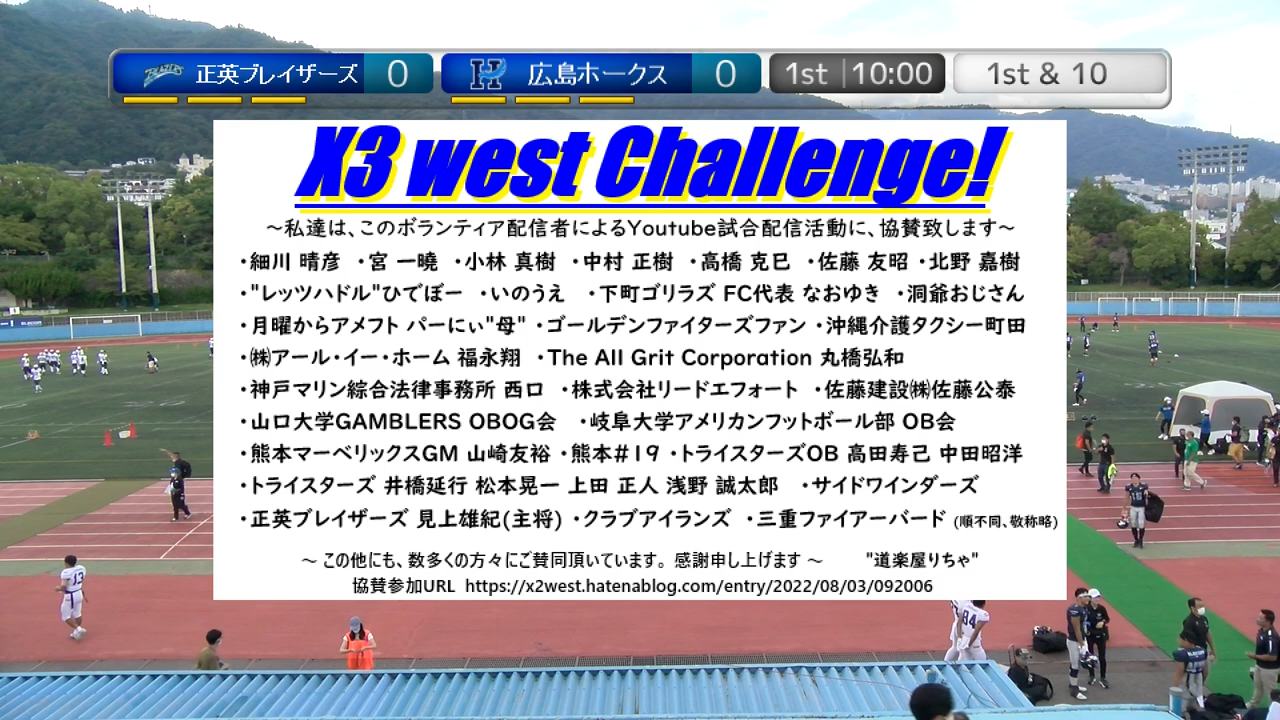 BLAZERS 正英ブレイザーズ 0 H 広島ホークス 0 1st 10:00 1st & 10
X3 west Challenge!
～私達は、このボランティア配信者によるYoutube試合配信活動に、協賛致します～
・細川 晴彦 ・宮 一曉 ・小林 真樹 ・中村 正樹 ・高橋 克巳 ・佐藤 友昭 ・北野 嘉樹
・"レッツハドル"ひでぼー ・いのうえ ・下町ゴリラズ FC代表 なおゆき ・洞爺おじさん
・月曜からアメフト パーにぃ"母" ・ゴールデンファイターズファン ・沖縄介護タクシー町田
・㈱アール・イー・ホーム 福永翔 ・The All Grit Corporation 丸橋弘和
・神戸マリン綜合法律事務所 西口 ・株式会社リードエフォート ・佐藤建設㈱佐藤公泰
・山口大学GAMBLERS OBOG会 ・岐阜大学アメリカンフットボール部 OB会
・熊本マーベリックスGM 山崎友裕 ・熊本＃19 ・トライスターズOB 高田寿己 中田昭洋
・トライスターズ 井橋延行 松本晃一 上田 正人 浅野 誠太郎 ・サイドワインダーズ
・正英ブレイザーズ 見上雄紀(主将) ・クラブアイランズ ・三重ファイアーバード (順不同、敬称略)
～ この他にも、数多くの方々にご賛同頂いています。感謝申し上げます ～ "道楽屋りちゃ"
協賛参加URL https://x2west.hatenablog.com/entry/2022/08/03/092006
13
84